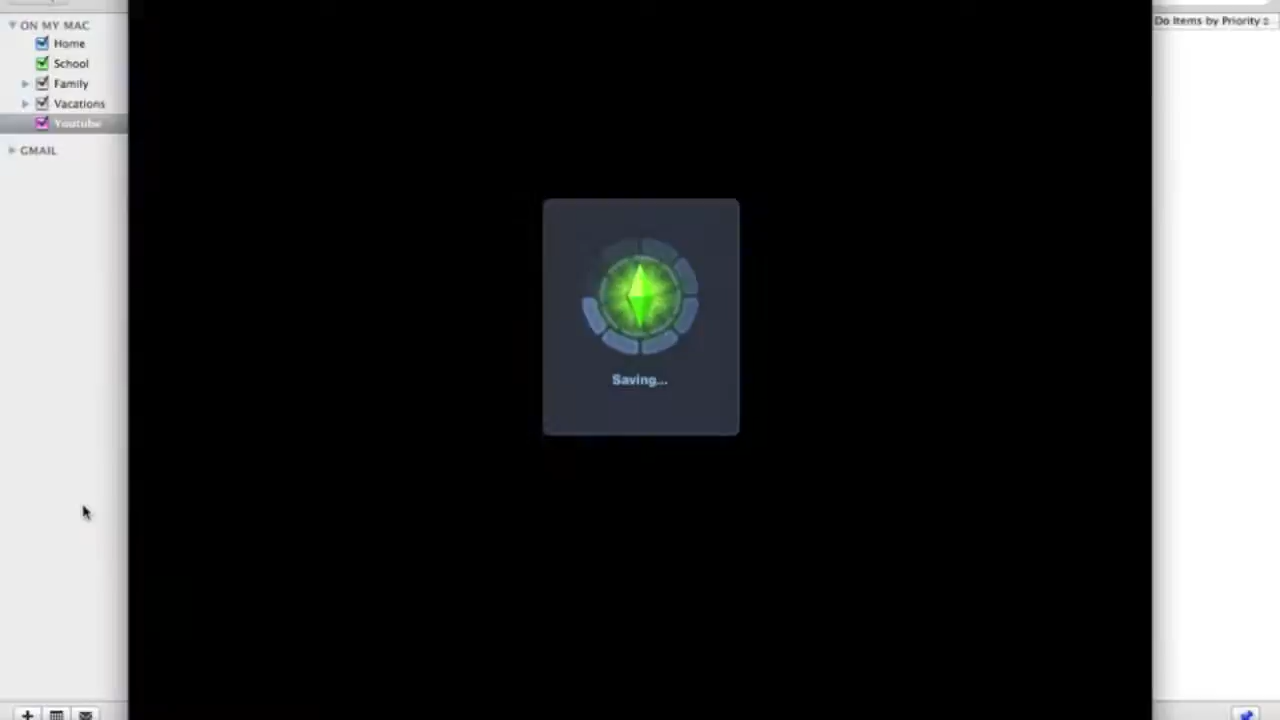 ON MY MAC
Home
School
Family
Vacations
Youtube
GMAIL
Saving...
Do Items by Priority